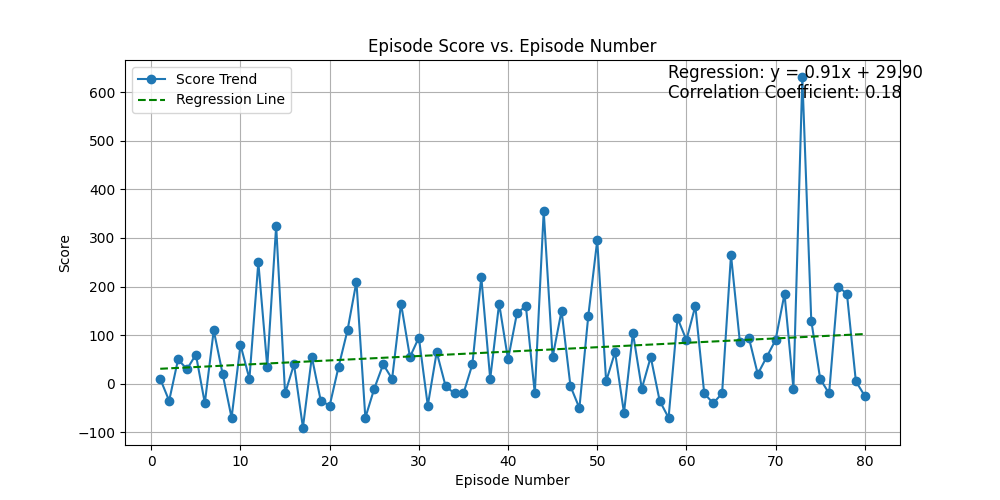 Episode Score vs. Episode Number
Score Trend
Regression Line
Regression: y = 0.91x + 29.90
Correlation Coefficient: 0.18
600
500
400
300
200
100
0
−100
Score
0 10 20 30 40 50 60 70 80
Episode Number